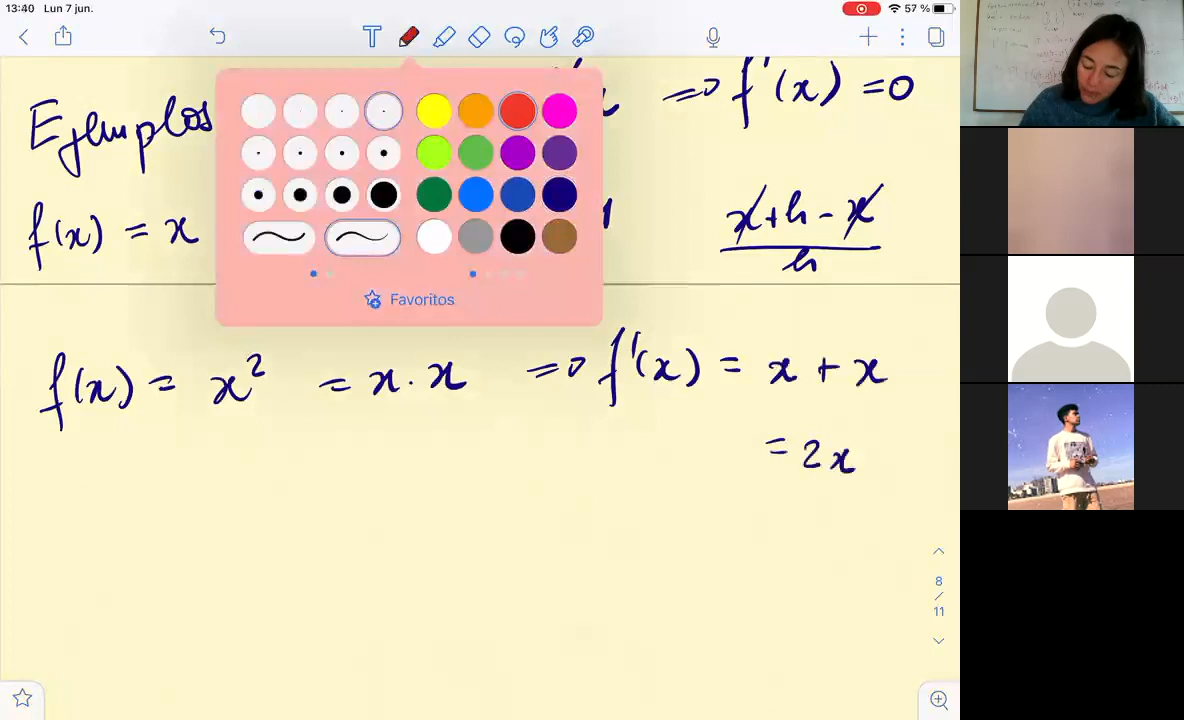 13:40 Lun 7 jun. 57 %
Ejemplos ⇒ f'(x) = 0
f(x) = x x+h-x
h
Favoritos
f(x) = x² = x · x ⇒ f'(x) = x + x
= 2x
8
/
11